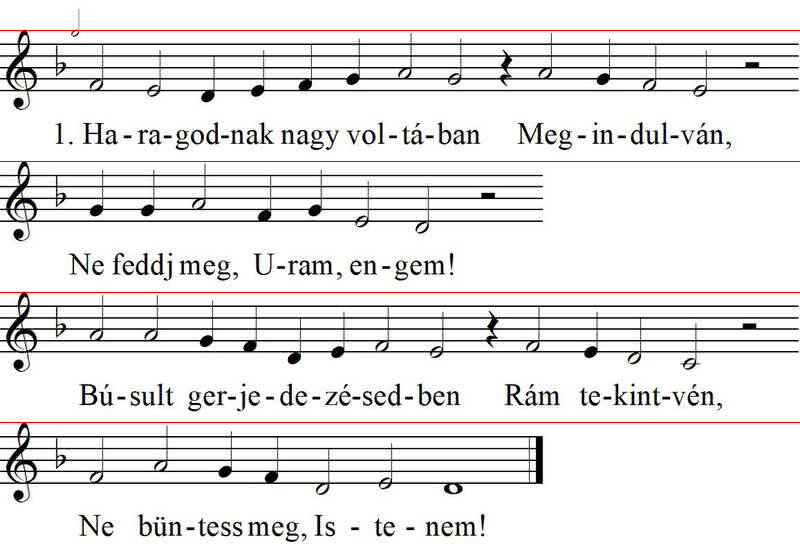 1. Ha-ra-god-nak nagy vol-tá-ban Meg-in-dul-ván,
Ne feddj meg, U-ram, en-gem!
Bú-sult ger-je-de-zé-sed-ben Rám te-kint-vén,
Ne bün-tess meg, Is-te-nem!